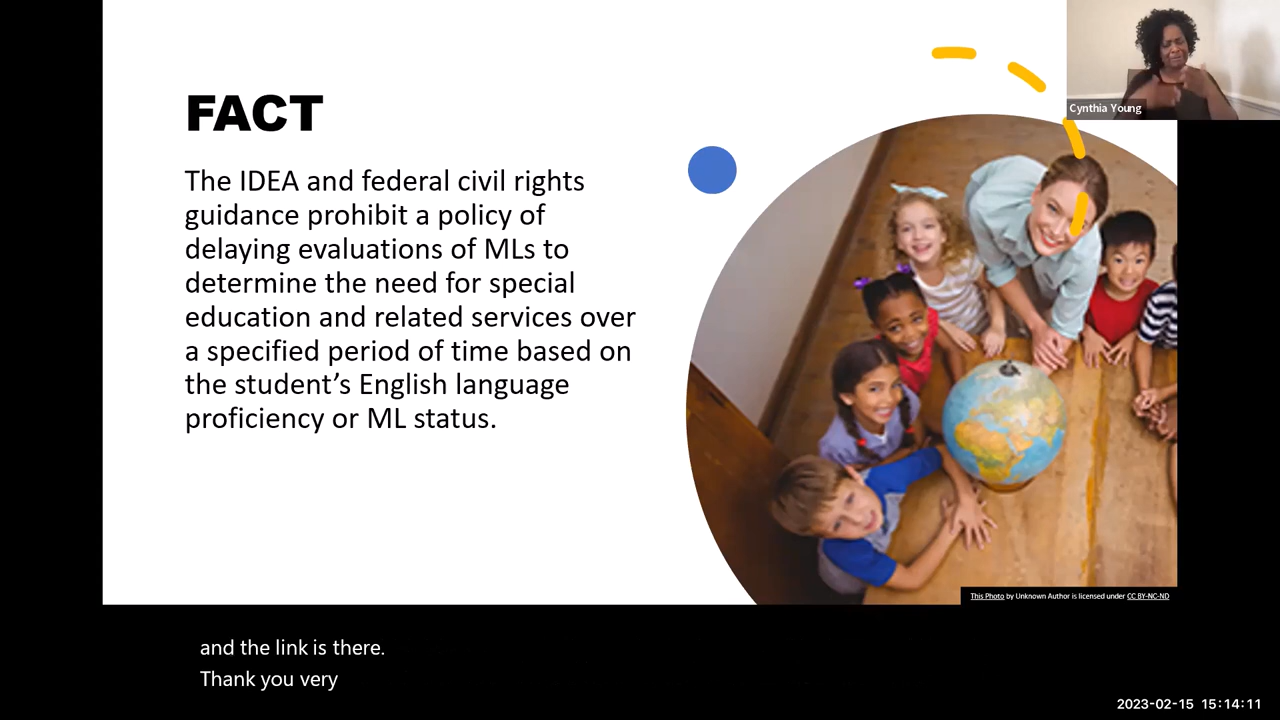 FACT
The IDEA and federal civil rights
guidance prohibit a policy of
delaying evaluations of MLs to
determine the need for special
education and related services over
a specified period of time based on
the student’s English language
proficiency or ML status.
Cynthia Young
This Photo by Unknown Author is licensed under CC BY-NC-ND
and the link is there.
Thank you very
2023-02-15 15:14:11